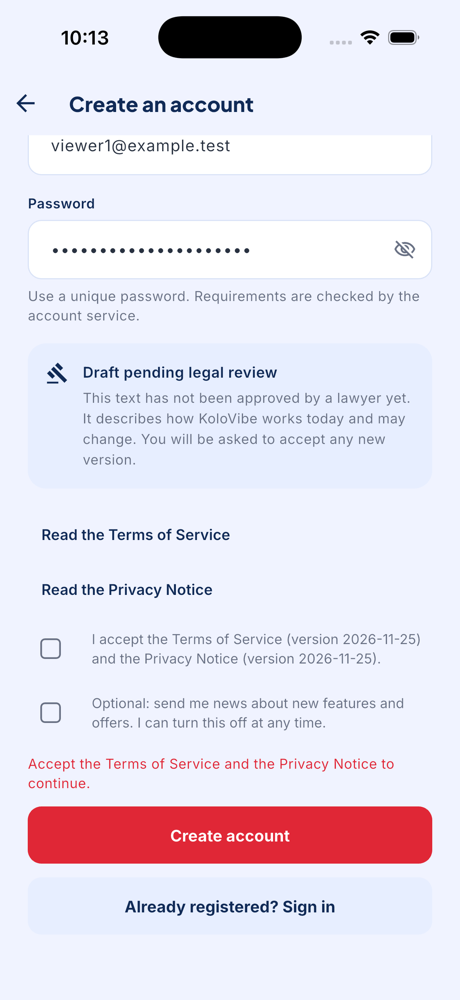 10:13
Create an account
viewer1@example.test
Password
•••••••••••••••••••••
Use a unique password. Requirements are checked by the
account service.
Draft pending legal review
This text has not been approved by a lawyer yet.
It describes how KoloVibe works today and may
change. You will be asked to accept any new
version.
Read the Terms of Service
Read the Privacy Notice
I accept the Terms of Service (version 2026-11-25)
and the Privacy Notice (version 2026-11-25).
Optional: send me news about new features and
offers. I can turn this off at any time.
Accept the Terms of Service and the Privacy Notice to
continue.
Create account
Already registered? Sign in